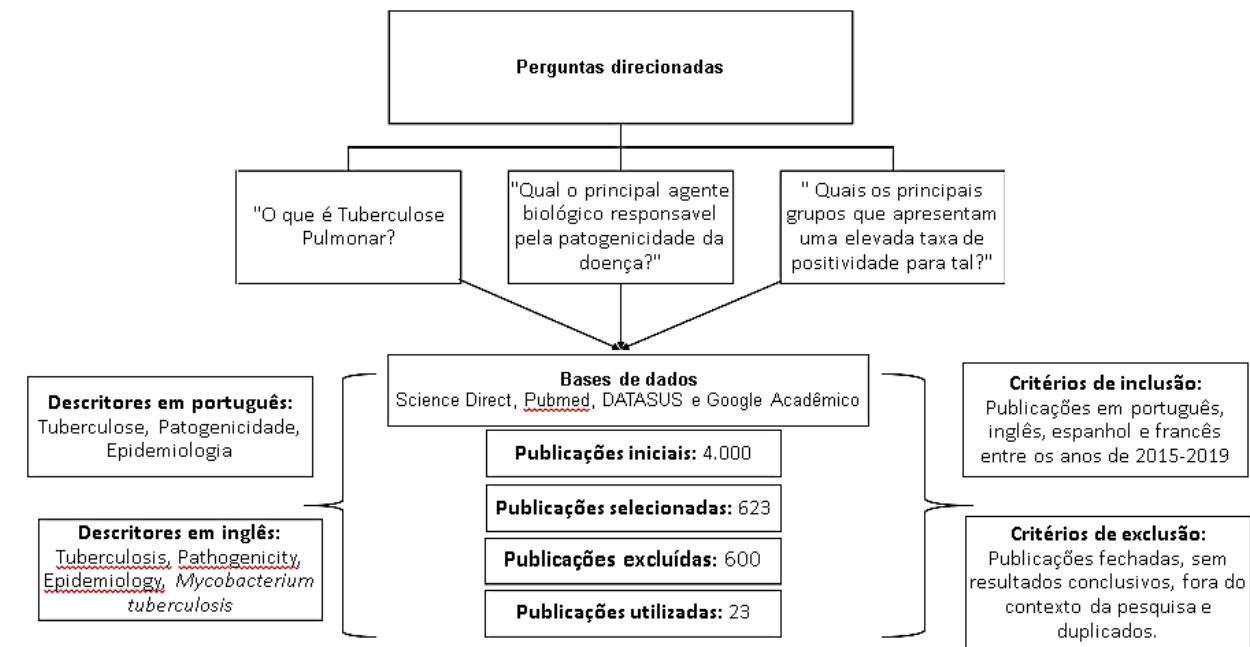 Perguntas direcionadas
"O que é Tuberculose
Pulmonar?
"Qual o principal agente
biológico responsavel
pela patogenicidade da
doença?"
" Quais os principais
grupos que apresentam
uma elevada taxa de
positividade para tal?"
Bases de dados
Science Direct, Pubmed, DATASUS e Google Acadêmico
Descritores em português:
Tuberculose, Patogenicidade,
Epidemiologia
Descritores em inglês:
Tuberculosis, Pathogenicity,
Epidemiology, Mycobacterium
tuberculosis
Publicações iniciais: 4.000
Publicações selecionadas: 623
Publicações excluídas: 600
Publicações utilizadas: 23
Critérios de inclusão:
Publicações em português,
inglês, espanhol e francês
entre os anos de 2015-2019
Critérios de exclusão:
Publicações fechadas, sem
resultados conclusivos, fora do
contexto da pesquisa e
duplicados.